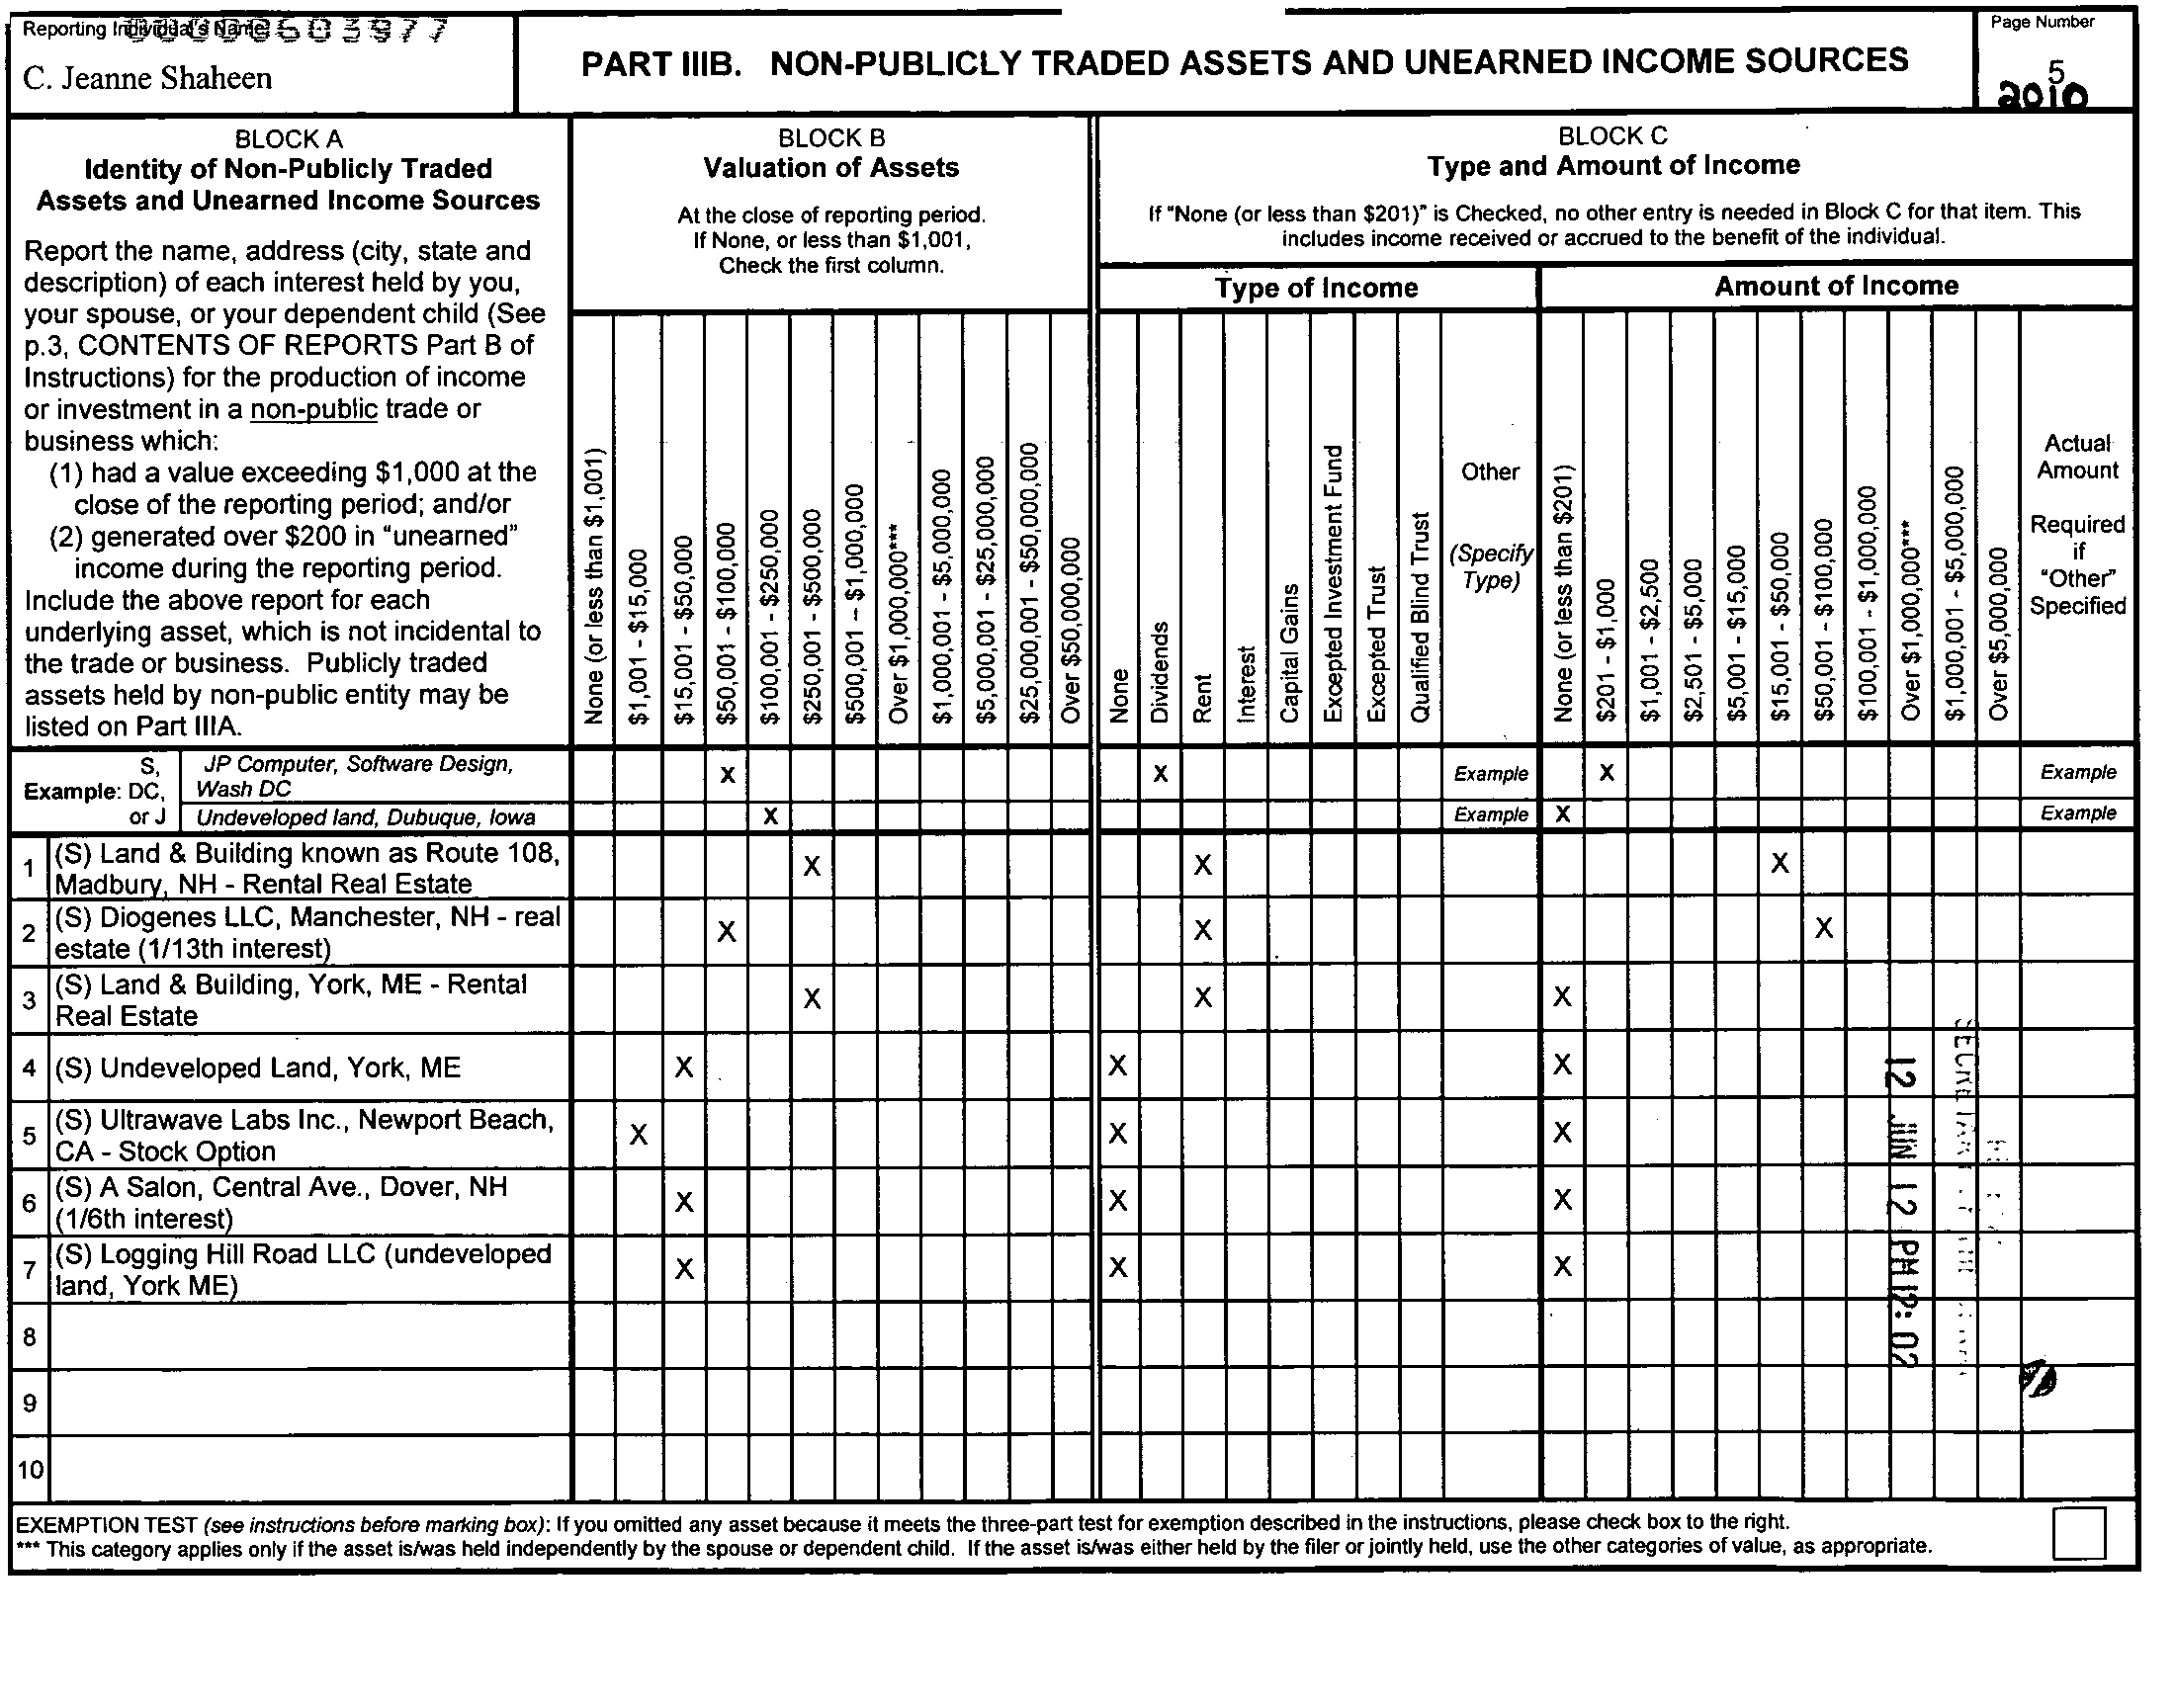 Reporting Individual's Name
C. Jeanne Shaheen
PART IIIB. NON-PUBLICLY TRADED ASSETS AND UNEARNED INCOME SOURCES
Page Number
5
2010
BLOCK A
Identity of Non-Publicly Traded
Assets and Unearned Income Sources
Report the name, address (city, state and
description) of each interest held by you,
your spouse, or your dependent child (See
p.3, CONTENTS OF REPORTS Part B of
Instructions) for the production of income
or investment in a non-public trade or
business which:
(1) had a value exceeding $1,000 at the
close of the reporting period; and/or
(2) generated over $200 in "unearned"
income during the reporting period.
Include the above report for each
underlying asset, which is not incidental to
the trade or business. Publicly traded
assets held by non-public entity may be
listed on Part IIIA.
BLOCK B
Valuation of Assets
At the close of reporting period.
If None, or less than $1,001,
Check the first column.
None (or less than $1,001)
$1,001 - $15,000
$15,001 - $50,000
$50,001 - $100,000
$100,001 - $250,000
$250,001 - $500,000
$500,001 - $1,000,000
Over $1,000,000***
$1,000,001 - $5,000,000
$5,000,001 - $25,000,000
$25,000,001 - $50,000,000
Over $50,000,000
BLOCK C
Type and Amount of Income
If "None (or less than $201)" is Checked, no other entry is needed in Block C for that item. This
includes income received or accrued to the benefit of the individual.
Type of Income
None
Dividends
Rent
Interest
Capital Gains
Excepted Investment Fund
Excepted Trust
Qualified Blind Trust
Other
(Specify
Type)
Amount of Income
None (or less than $201)
$201 - $1,000
$1,001 - $2,500
$2,501 - $5,000
$5,001 - $15,000
$15,001 - $50,000
$50,001 - $100,000
$100,001 - $1,000,000
Over $1,000,000***
$1,000,001 - $5,000,000
Over $5,000,000
Actual
Amount
Required
if
"Other"
Specified
Example: S, DC, or J
JP Computer, Software Design,
Wash DC X X Example X Example
Undeveloped land, Dubuque, Iowa X Example X Example
1 (S) Land & Building known as Route 108,
Madbury, NH - Rental Real Estate X X X
2 (S) Diogenes LLC, Manchester, NH - real
estate (1/13th interest) X X X
3 (S) Land & Building, York, ME - Rental
Real Estate X X X
4 (S) Undeveloped Land, York, ME X X X
5 (S) Ultrawave Labs Inc., Newport Beach,
CA - Stock Option X X X
6 (S) A Salon, Central Ave., Dover, NH
(1/6th interest) X X X
7 (S) Logging Hill Road LLC (undeveloped
land, York ME) X X X
8
9
10
12 JUN 12 PM 12: 02
EXEMPTION TEST (see instructions before marking box): If you omitted any asset because it meets the three-part test for exemption described in the instructions, please check box to the right.
*** This category applies only if the asset is/was held independently by the spouse or dependent child. If the asset is/was either held by the filer or jointly held, use the other categories of value, as appropriate.